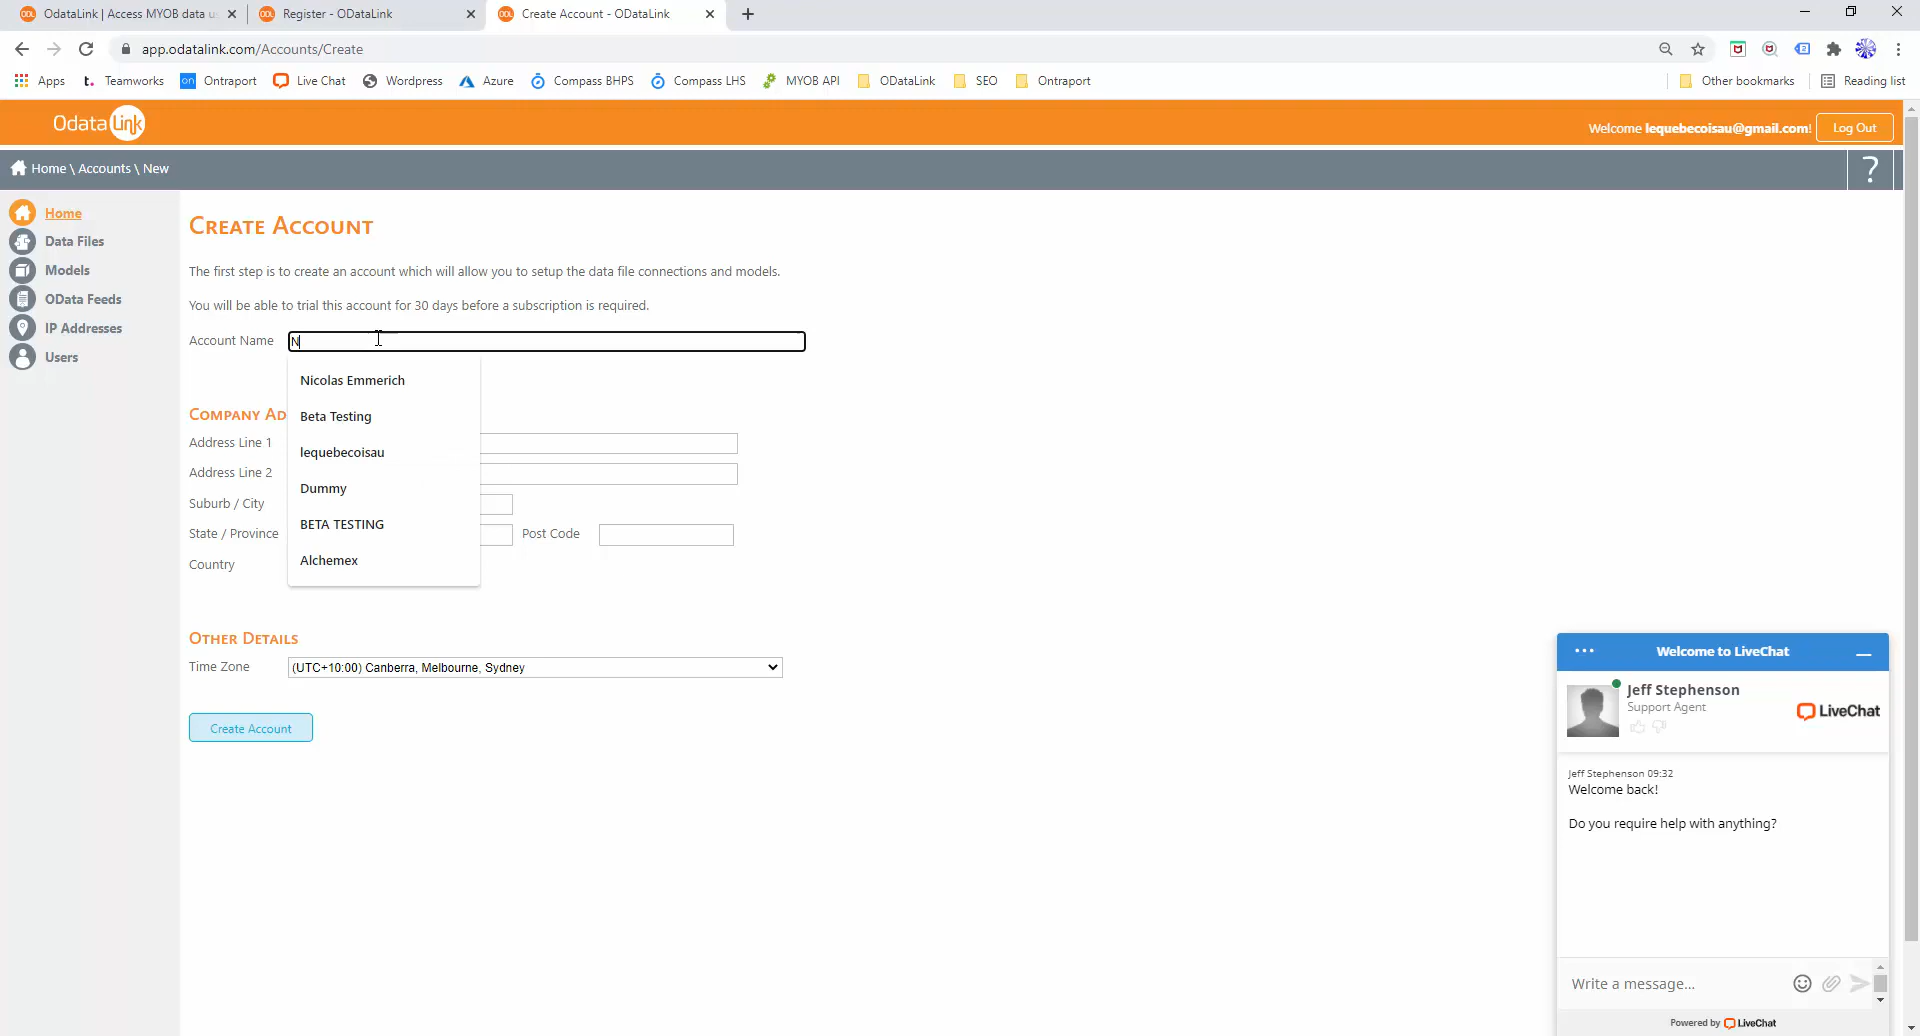 OdataLink | Access MYOB data u
Register - ODataLink
Create Account - ODataLink
app.odatalink.com/Accounts/Create
Apps
t. Teamworks
on Ontraport
Live Chat
Wordpress
Azure
Compass BHPS
Compass LHS
MYOB API
ODataLink
SEO
Ontraport
Other bookmarks
Reading list
OdataLink
Welcome lequebecoisau@gmail.com!
Log Out
Home \ Accounts \ New
?
Home
Data Files
Models
OData Feeds
IP Addresses
Users
Create Account
The first step is to create an account which will allow you to setup the data file connections and models.
You will be able to trial this account for 30 days before a subscription is required.
Account Name
N
Nicolas Emmerich
Beta Testing
lequebecoisau
Dummy
BETA TESTING
Alchemex
Company Ad
Address Line 1
Address Line 2
Suburb / City
State / Province
Post Code
Country
Other Details
Time Zone
(UTC+10:00) Canberra, Melbourne, Sydney
Create Account
Welcome to LiveChat
Jeff Stephenson
Support Agent
LiveChat
Jeff Stephenson 09:32
Welcome back!
Do you require help with anything?
Write a message...
Powered by LiveChat